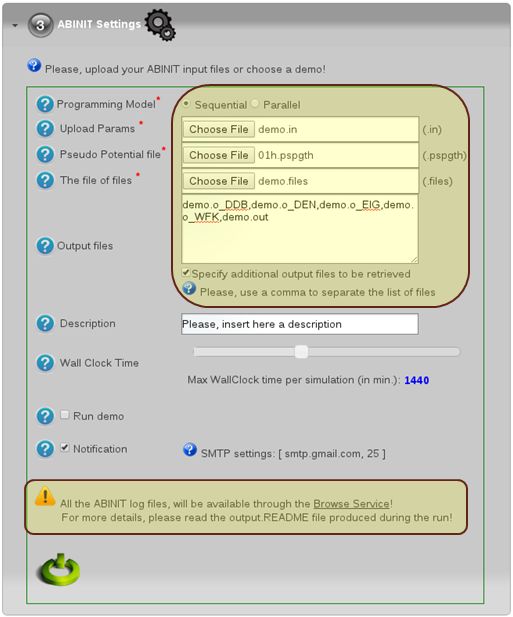 3 ABINIT Settings
Please, upload your ABINIT input files or choose a demo!
Programming Model* Sequential Parallel
Upload Params * Choose File demo.in (.in)
Pseudo Potential file* Choose File 01h.pspgth (.pspgth)
The file of files * Choose File demo.files (.files)
demo.o_DDB,demo.o_DEN,demo.o_EIG,demo.
o_WFK,demo.out
Output files
Specify additional output files to be retrieved
Please, use a comma to separate the list of files
Description Please, insert here a description
Wall Clock Time
Max WallClock time per simulation (in min.): 1440
Run demo
Notification SMTP settings: [ smtp.gmail.com, 25 ]
All the ABINIT log files, will be available through the Browse Service!
For more details, please read the output.README file produced during the run!